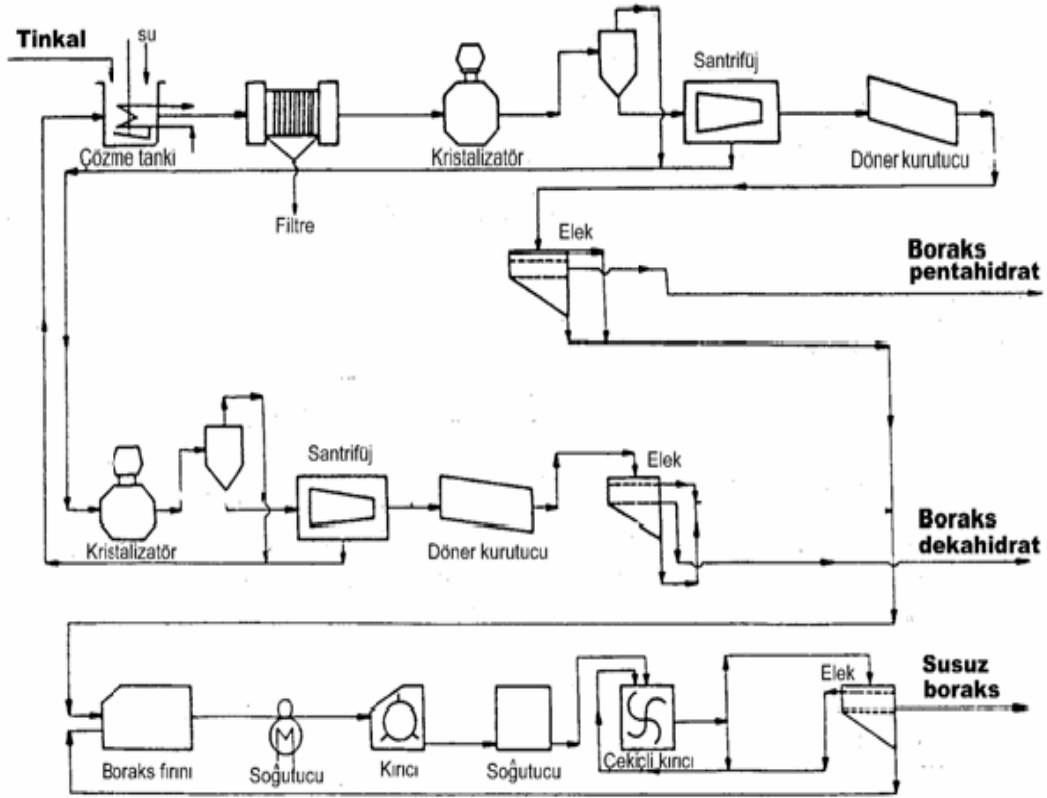 Tinkal
su
Çözme tanki
Filtre
Kristalizatör
Santrifüj
Döner kurutucu
Elek
Boraks
pentahidrat
Kristalizatör
Santrifüj
Döner kurutucu
Elek
Boraks
dekahidrat
Boraks fırını
Soğutucu
M
Kırıcı
Soğutucu
Çekiçli kırıcı
Elek
Susuz
boraks